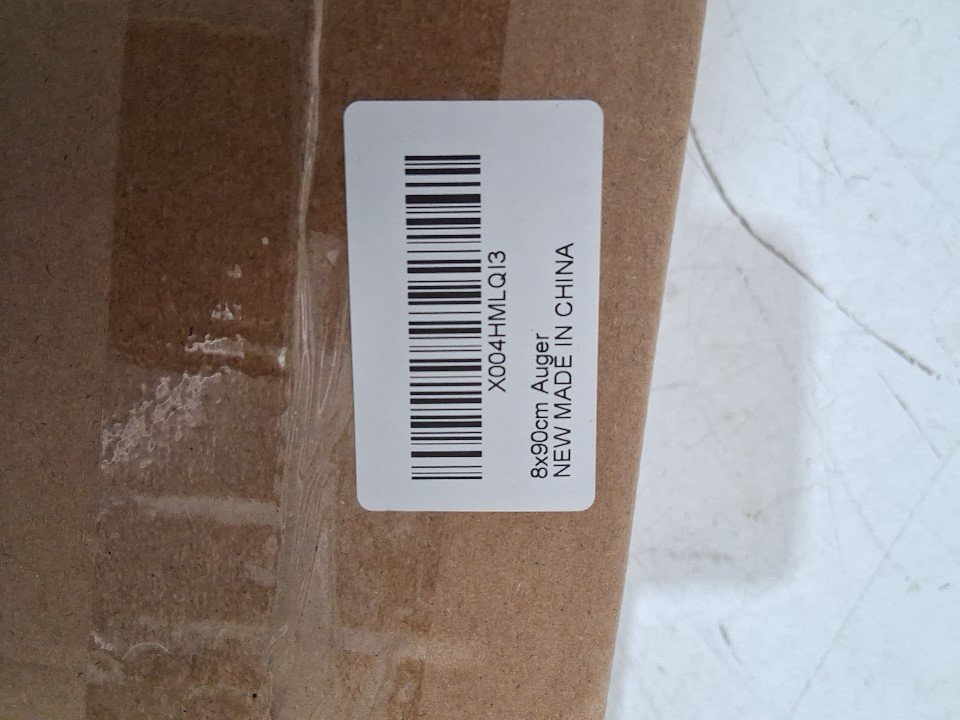 X004HMLQI3
8x90cm Auger
NEW MADE IN CHINA